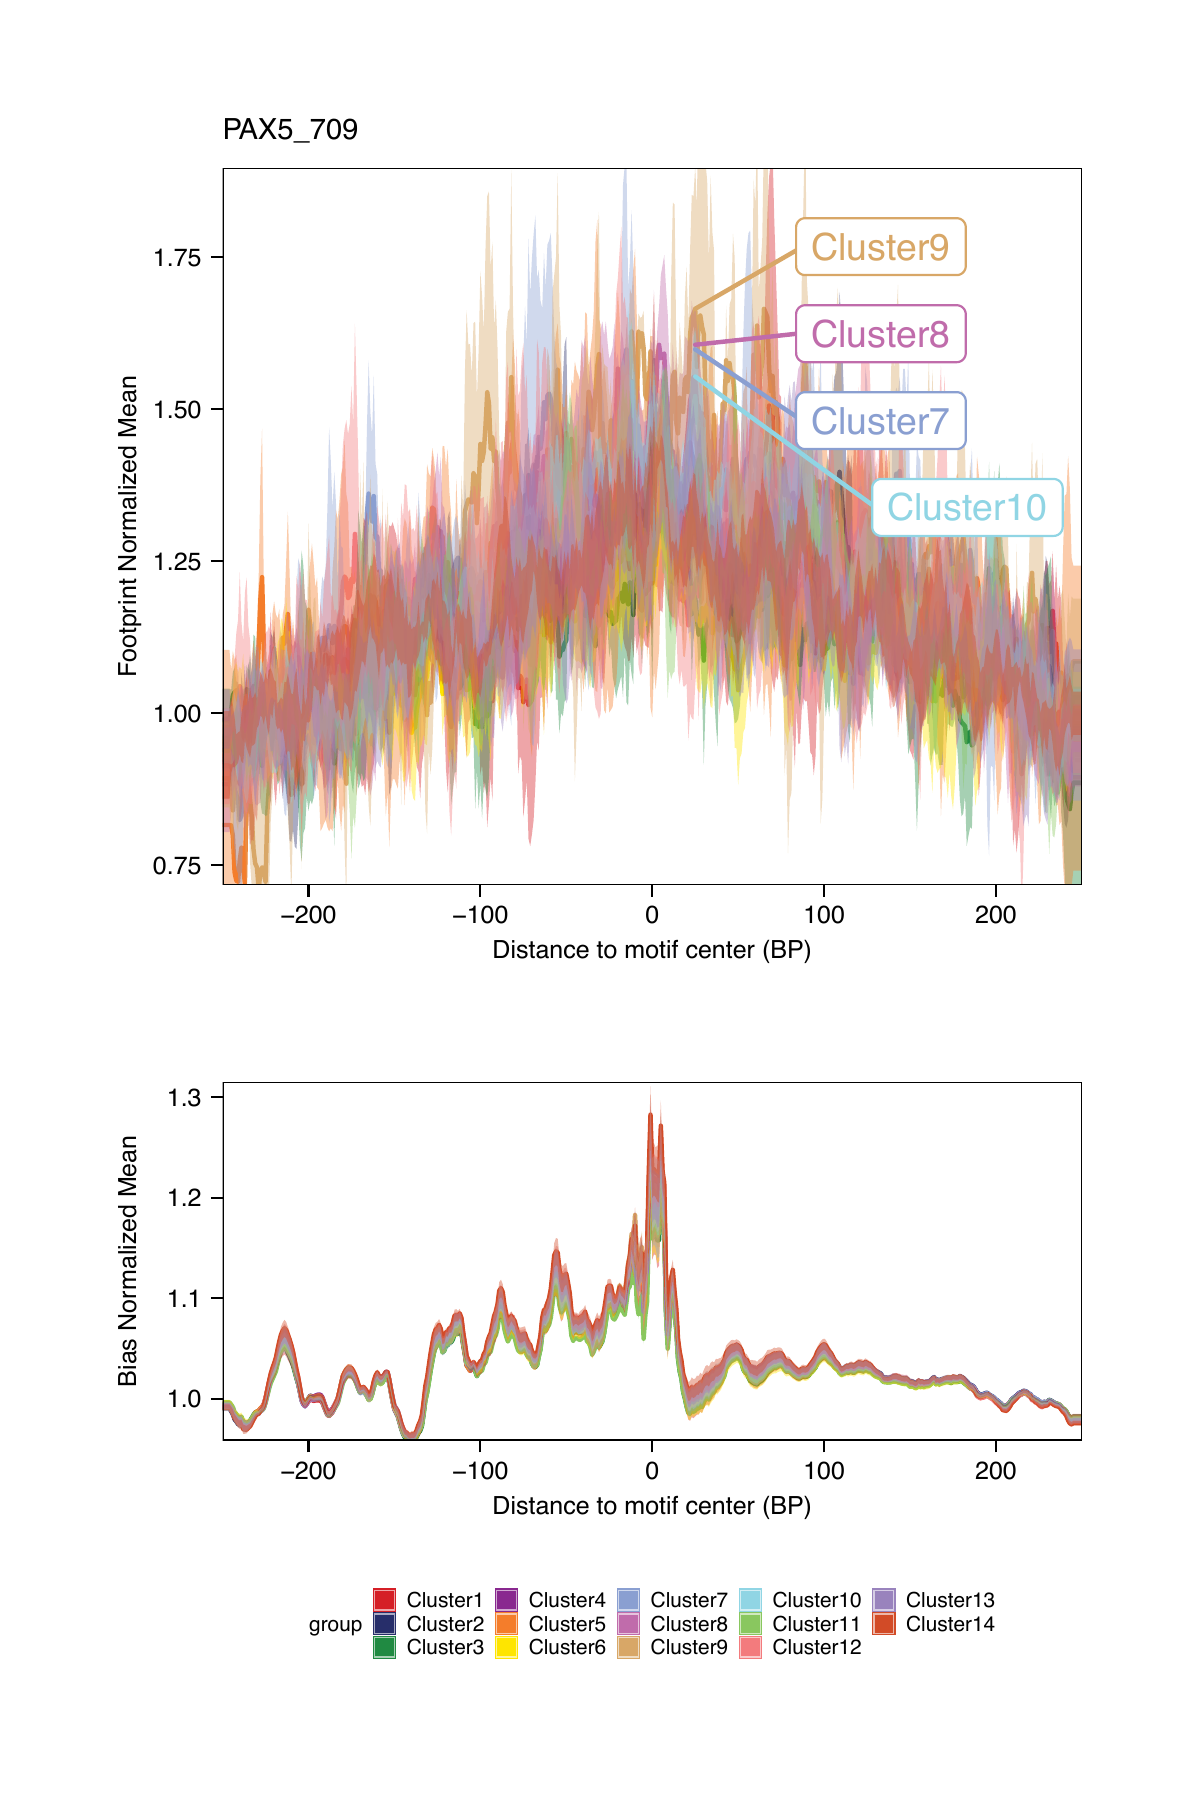 PAX5_709
Footprint Normalized Mean
1.75
1.50
1.25
1.00
0.75
Cluster9
Cluster8
Cluster7
Cluster10
−200
−100
0
100
200
Distance to motif center (BP)
Bias Normalized Mean
1.3
1.2
1.1
1.0
−200
−100
0
100
200
Distance to motif center (BP)
group
Cluster1
Cluster2
Cluster3
Cluster4
Cluster5
Cluster6
Cluster7
Cluster8
Cluster9
Cluster10
Cluster11
Cluster12
Cluster13
Cluster14